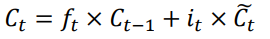 C_t = f_t × C_{t−1} + i_t × C̃_t